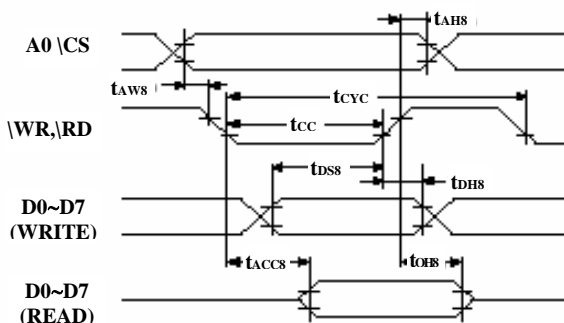 tAH8
A0 \CS
tAW8
tCYC
\WR,\RD
tCC
tDS8
tDH8
D0~D7
(WRITE)
tACC8
tOH8
D0~D7
(READ)